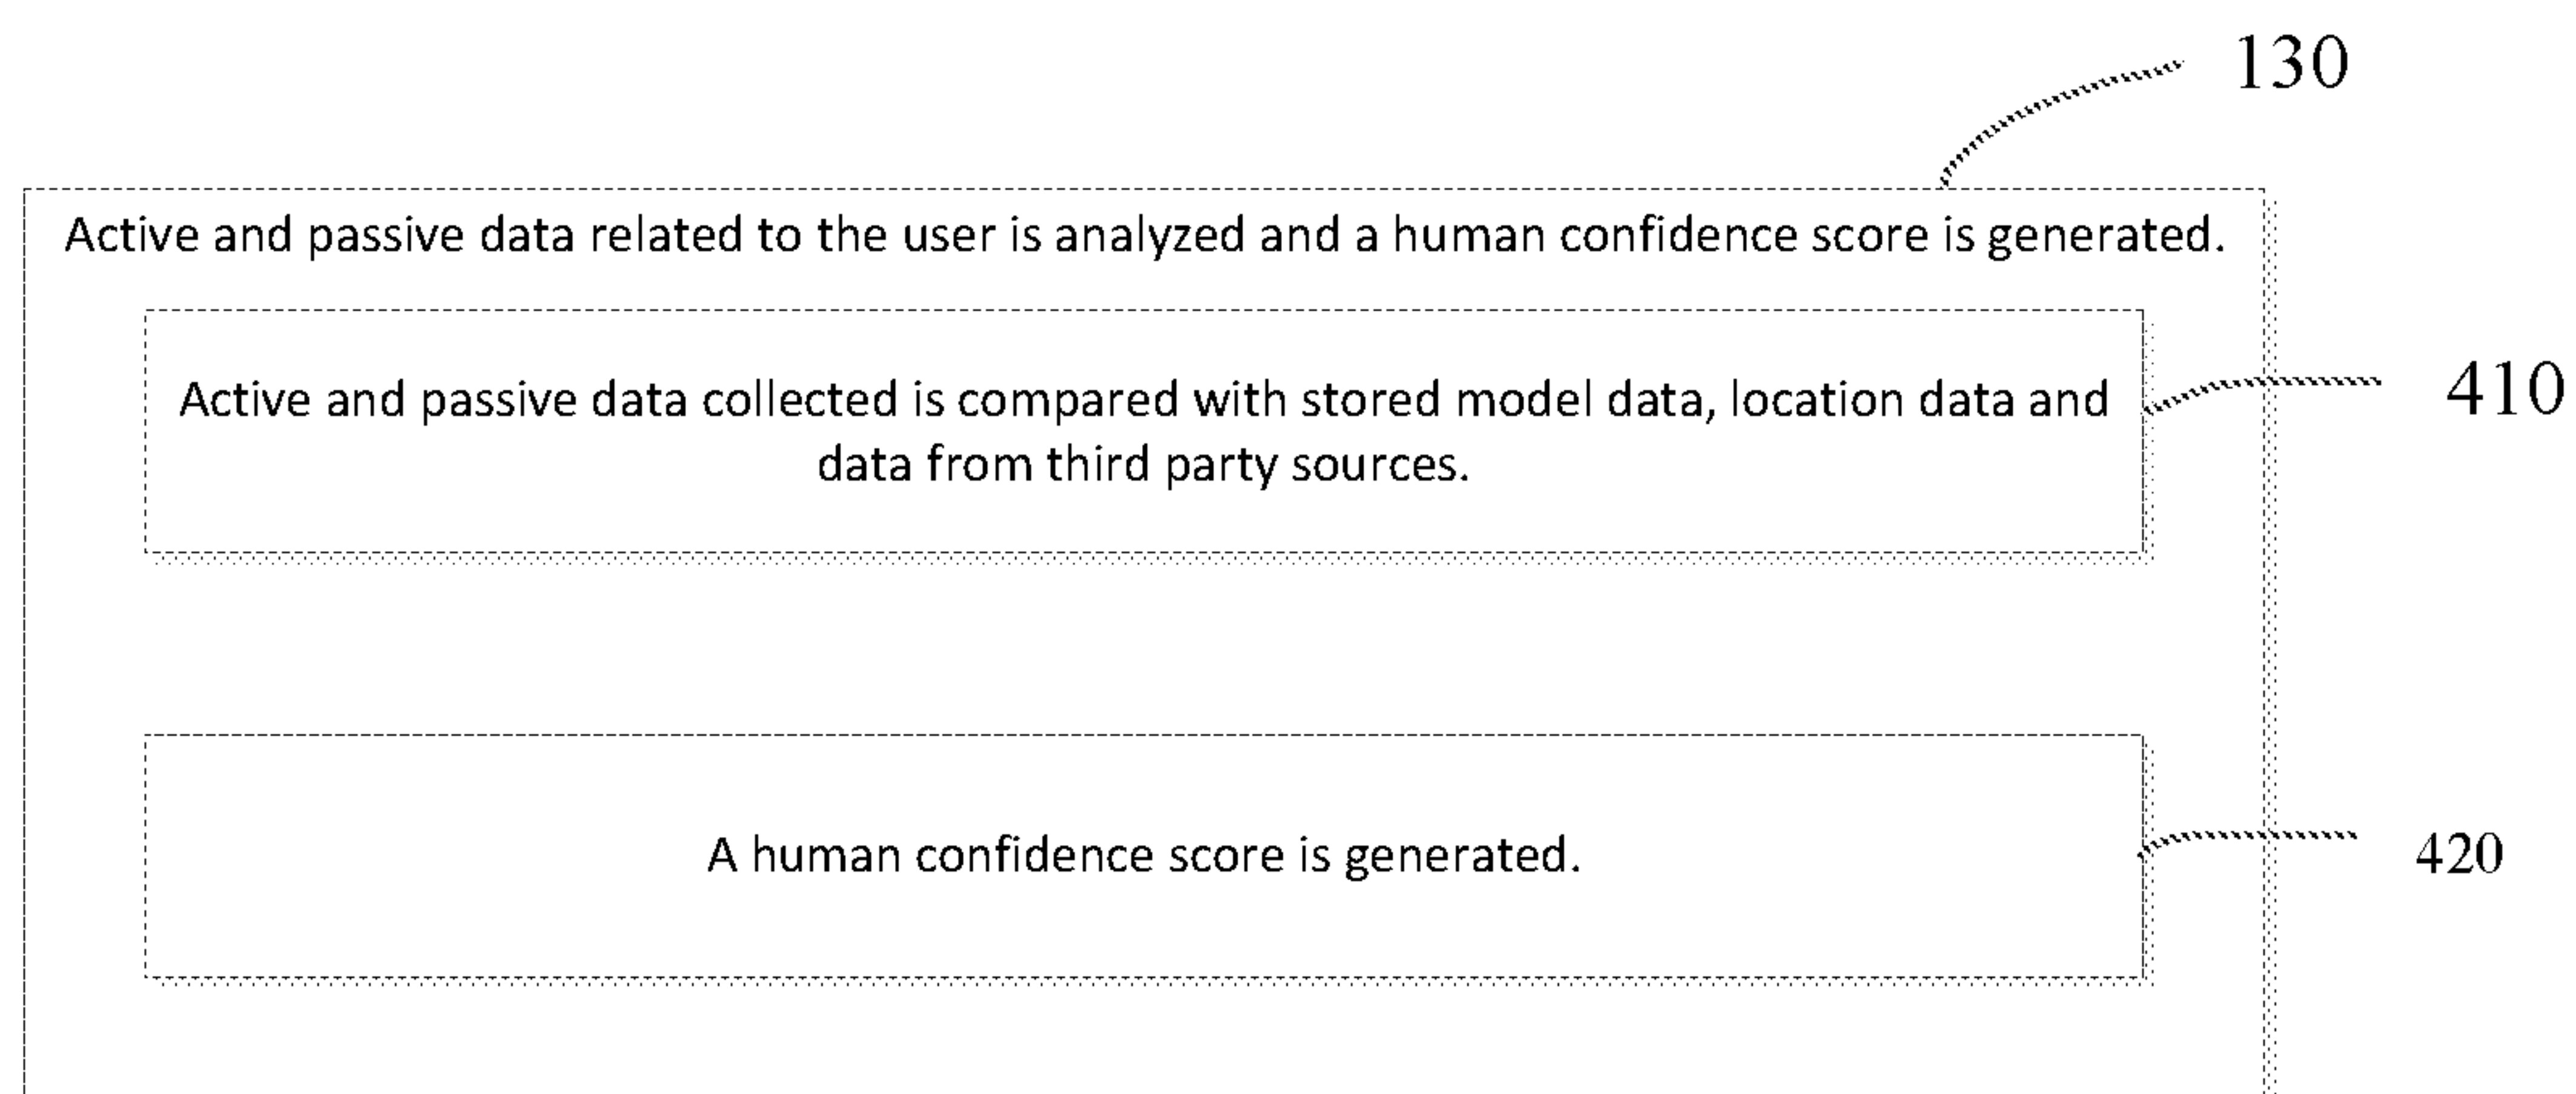 130
Active and passive data related to the user is analyzed and a human confidence score is generated.
Active and passive data collected is compared with stored model data, location data and
410
data from third party sources.
A human confidence score is generated.
420